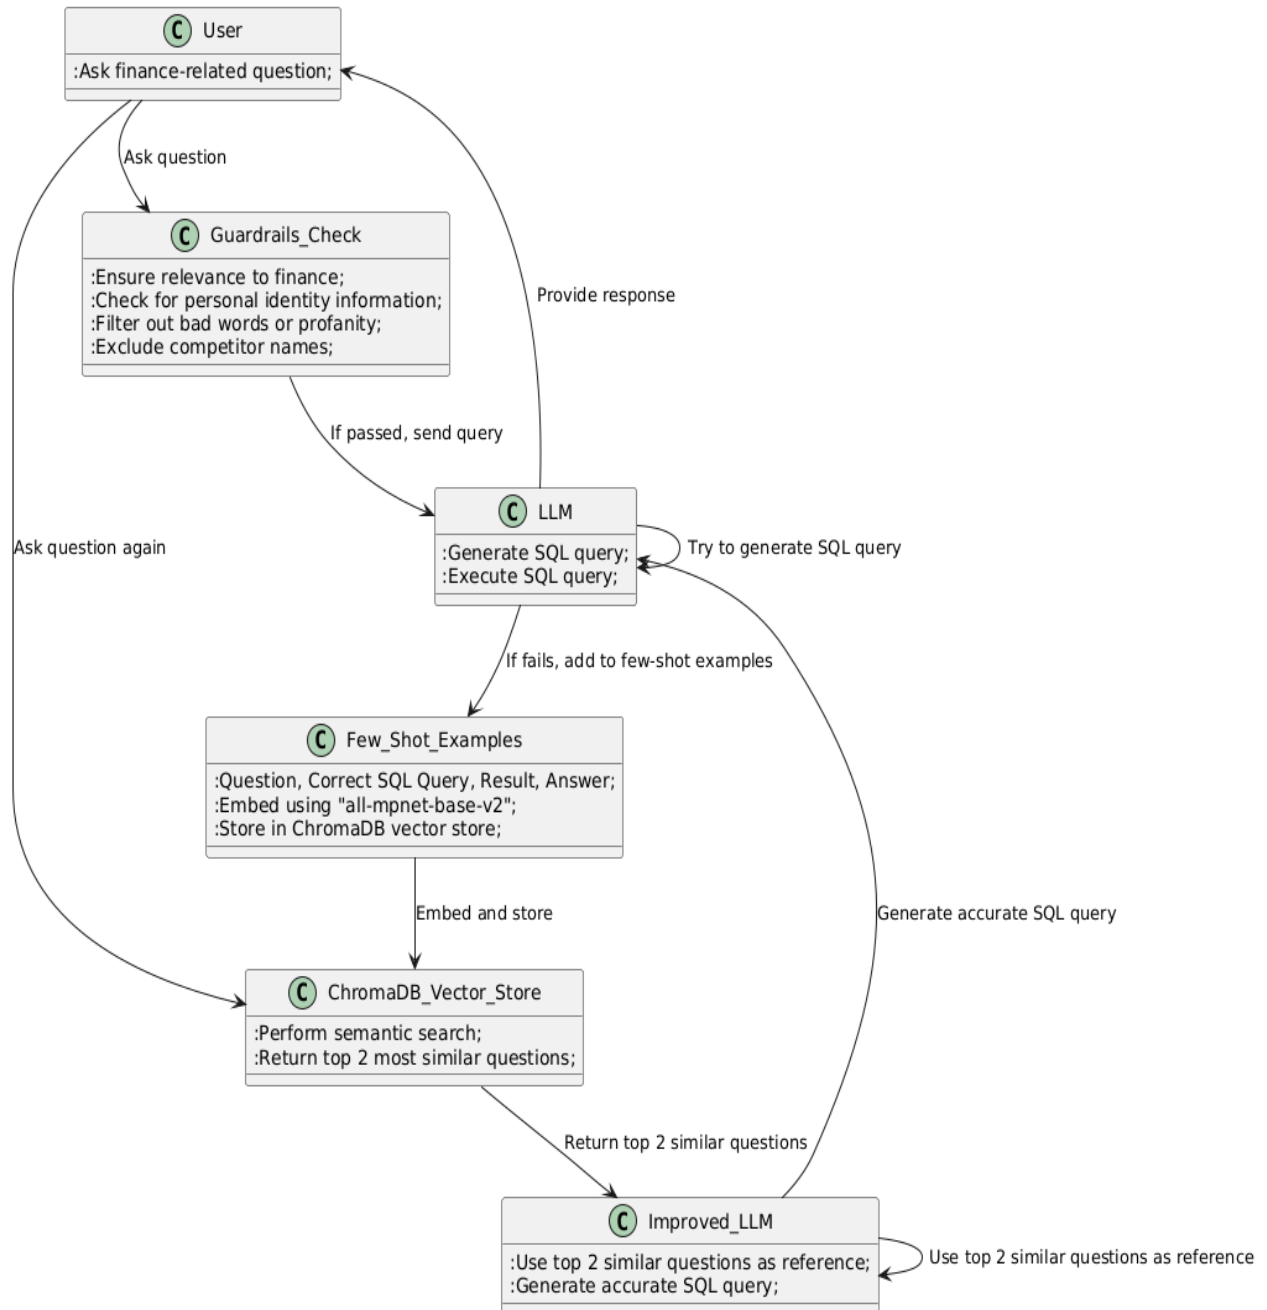 C User
:Ask finance-related question;
Ask question
C Guardrails_Check
:Ensure relevance to finance;
:Check for personal identity information;
:Filter out bad words or profanity;
:Exclude competitor names;
Provide response
If passed, send query
C LLM
:Generate SQL query;
:Execute SQL query;
Try to generate SQL query
Ask question again
If fails, add to few-shot examples
C Few_Shot_Examples
:Question, Correct SQL Query, Result, Answer;
:Embed using "all-mpnet-base-v2";
:Store in ChromaDB vector store;
Embed and store
Generate accurate SQL query
C ChromaDB_Vector_Store
:Perform semantic search;
:Return top 2 most similar questions;
Return top 2 similar questions
C Improved_LLM
:Use top 2 similar questions as reference;
:Generate accurate SQL query;
Use top 2 similar questions as reference